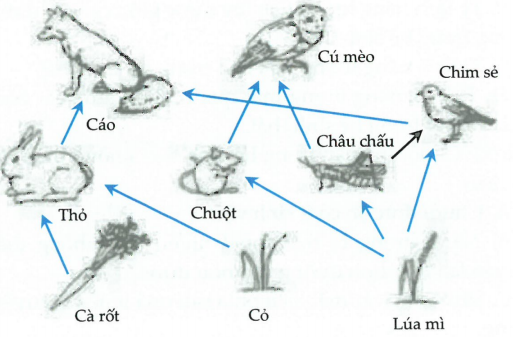 Cú mèo
Chim sẻ
Cáo
Châu chấu
Thỏ
Chuột
Cà rốt
Cỏ
Lúa mì